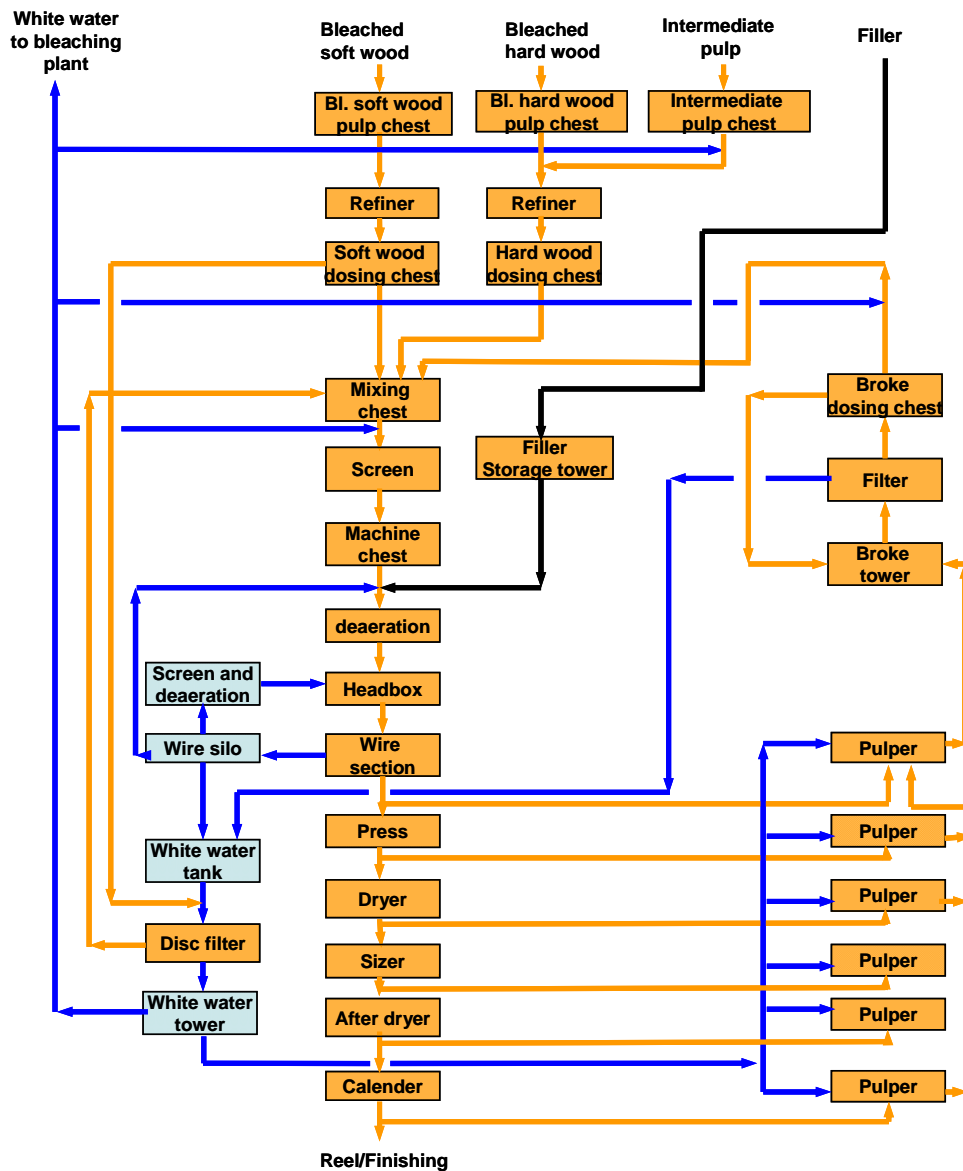 White water
to bleaching
plant
Bleached
soft wood
Bleached
hard wood
Intermediate
pulp
Filler
Bl. soft wood
pulp chest
Bl. hard wood
pulp chest
Intermediate
pulp chest
Refiner
Refiner
Soft wood
dosing chest
Hard wood
dosing chest
Mixing
chest
Broke
dosing chest
Screen
Filler
Storage tower
Filter
Machine
chest
Broke
tower
deaeration
Screen and
deaeration
Headbox
Wire silo
Wire
section
Pulper
Press
Pulper
White water
tank
Dryer
Pulper
Disc filter
Sizer
Pulper
White water
tower
After dryer
Pulper
Calender
Pulper
Reel/Finishing